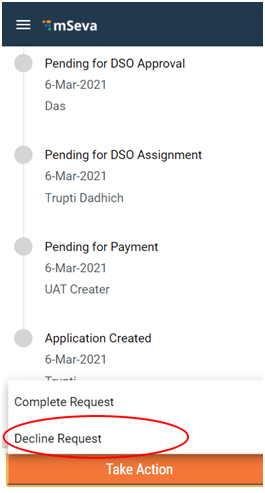 mSeva
Pending for DSO Approval
6-Mar-2021
Das
Pending for DSO Assignment
6-Mar-2021
Trupti Dadhich
Pending for Payment
6-Mar-2021
UAT Creater
Application Created
6-Mar-2021
Trupti
Complete Request
Decline Request
Take Action